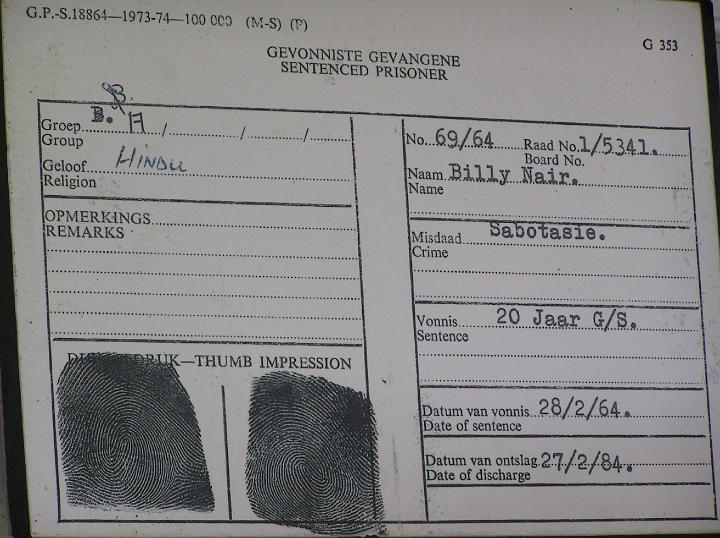 G.P.-S.18864—1973-74—100 000 (M-S) (P)
G 353
GEVONNISTE GEVANGENE
SENTENCED PRISONER
B
Groep B. A / / /
Group
Geloof HINDU
Religion
OPMERKINGS
REMARKS
DRUK—THUMB IMPRESSION
No. 69/64 Raad No. 1/5341.
Board No.
Naam Billy Nair.
Name
Misdaad Sabotasie.
Crime
Vonnis 20 Jaar G/S.
Sentence
Datum van vonnis 28/2/64.
Date of sentence
Datum van ontslag 27/2/84.
Date of discharge